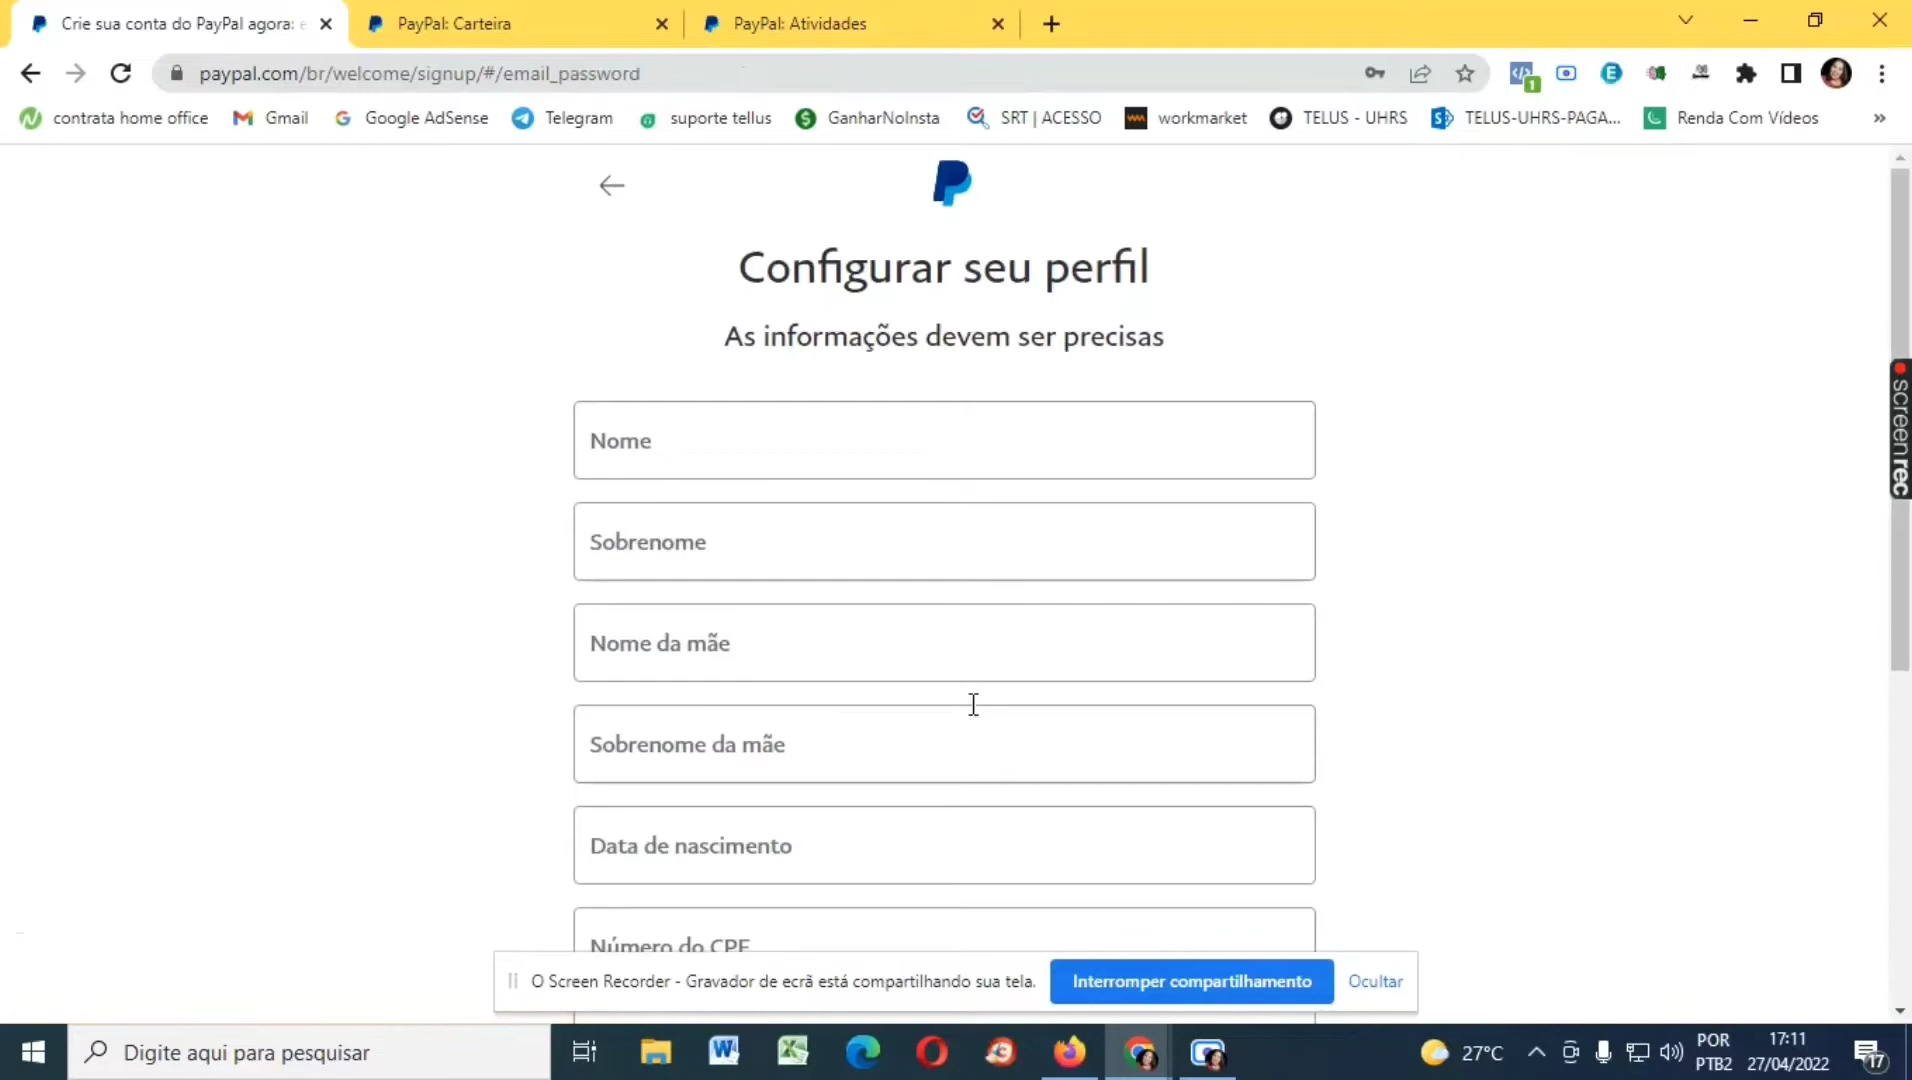 Crie sua conta do PayPal agora: e
PayPal: Carteira
PayPal: Atividades
paypal.com/br/welcome/signup/#/email_password
contrata home office
Gmail
Google AdSense
Telegram
suporte tellus
GanharNoInsta
SRT | ACESSO
workmarket
TELUS - UHRS
TELUS-UHRS-PAGA...
Renda Com Vídeos
»
Configurar seu perfil
As informações devem ser precisas
Nome
Sobrenome
Nome da mãe
Sobrenome da mãe
Data de nascimento
Número do CPF
screenrec
O Screen Recorder - Gravador de ecrã está compartilhando sua tela.
Interromper compartilhamento
Ocultar
Digite aqui para pesquisar
27°C
POR
PTB2
17:11
27/04/2022
17